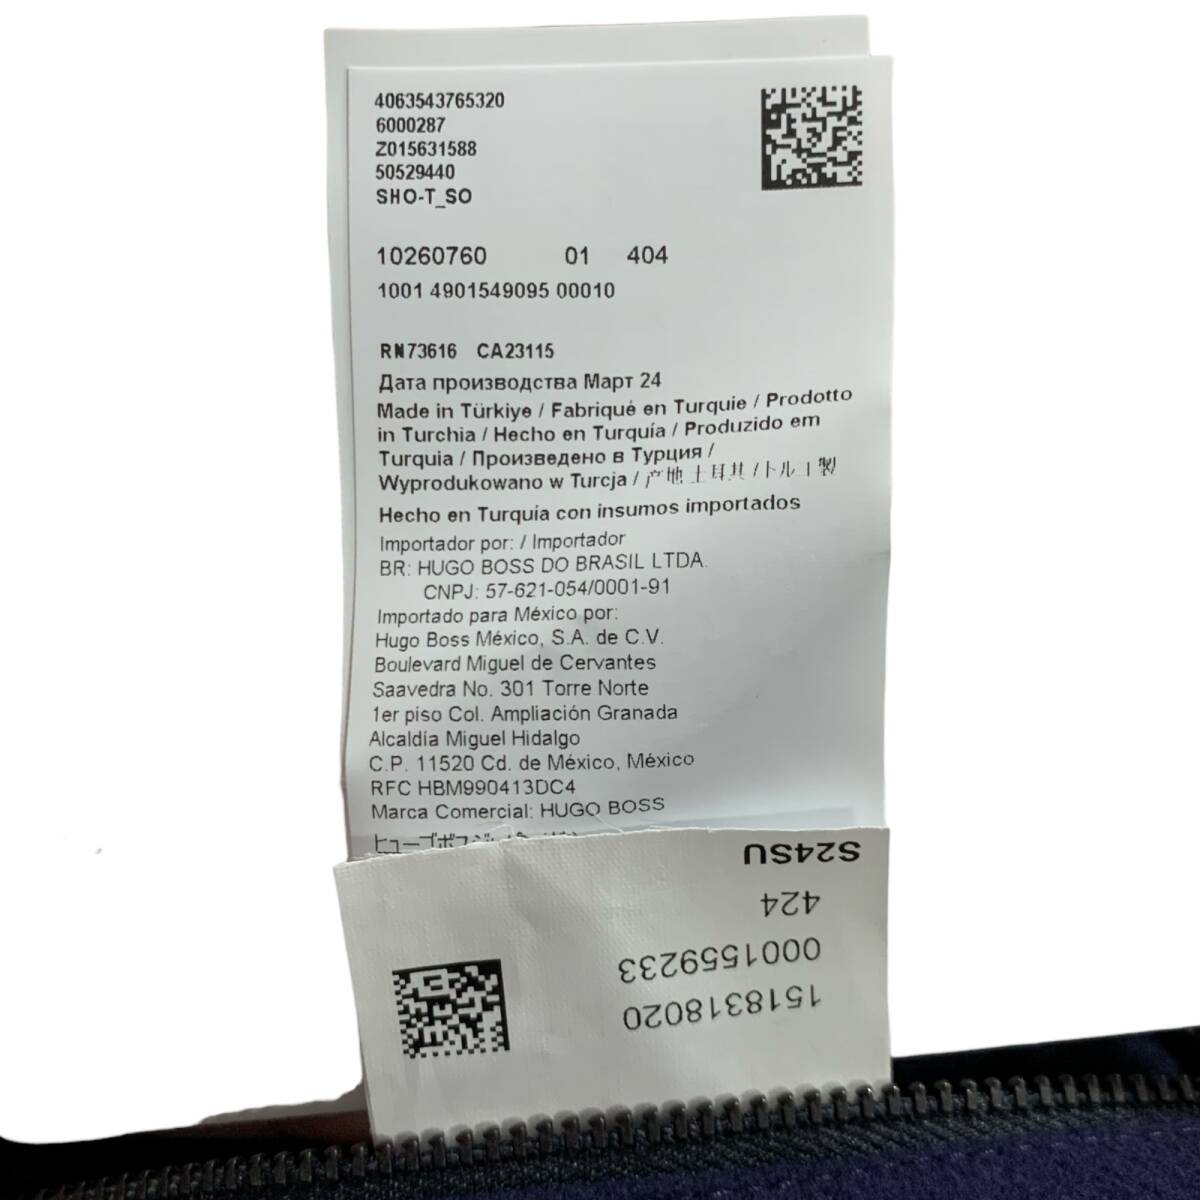 4063543765320
6000287
Z015631588
50529440
SHO-T_SO
10260760 01 404
1001 4901549095 00010
RN73616 CA23115
Дата производства Март 24
Made in Türkiye / Fabriqué en Turquie / Prodotto
in Turchia / Hecho en Turquía / Produzido em
Turquia / Произведено в Турция /
Wyprodukowano w Turcja / 产地 土耳其 / トルコ製
Hecho en Turquía con insumos importados
Importador por: / Importador
BR: HUGO BOSS DO BRASIL LTDA.
CNPJ: 57-621-054/0001-91
Importado para México por:
Hugo Boss México, S.A. de C.V.
Boulevard Miguel de Cervantes
Saavedra No. 301 Torre Norte
1er piso Col. Ampliación Granada
Alcaldía Miguel Hidalgo
C.P. 11520 Cd. de México, México
RFC HBM990413DC4
Marca Comercial: HUGO BOSS
1518318020
0001559233
424
S24SU